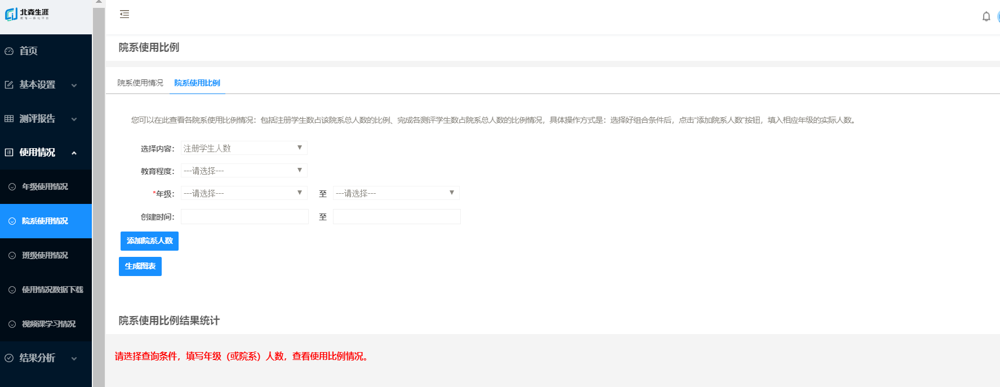 北森生涯
教育一体化平台
首页
基本设置
测评报告
使用情况
年级使用情况
院系使用情况
班级使用情况
使用情况数据下载
视频课学习情况
结果分析
院系使用比例
院系使用情况 院系使用比例
您可以在此查看各院系使用比例情况：包括注册学生数占该院系总人数的比例、完成各测评学生数占院系总人数的比例情况，具体操作方式是：选择好组合条件后，点击“添加院系人数”按钮，填入相应年级的实际人数。
选择内容： 注册学生人数
教育程度： ---请选择---
*年级： ---请选择--- 至 ---请选择---
创建时间： 至
添加院系人数
生成图表
院系使用比例结果统计
请选择查询条件，填写年级（或院系）人数，查看使用比例情况。